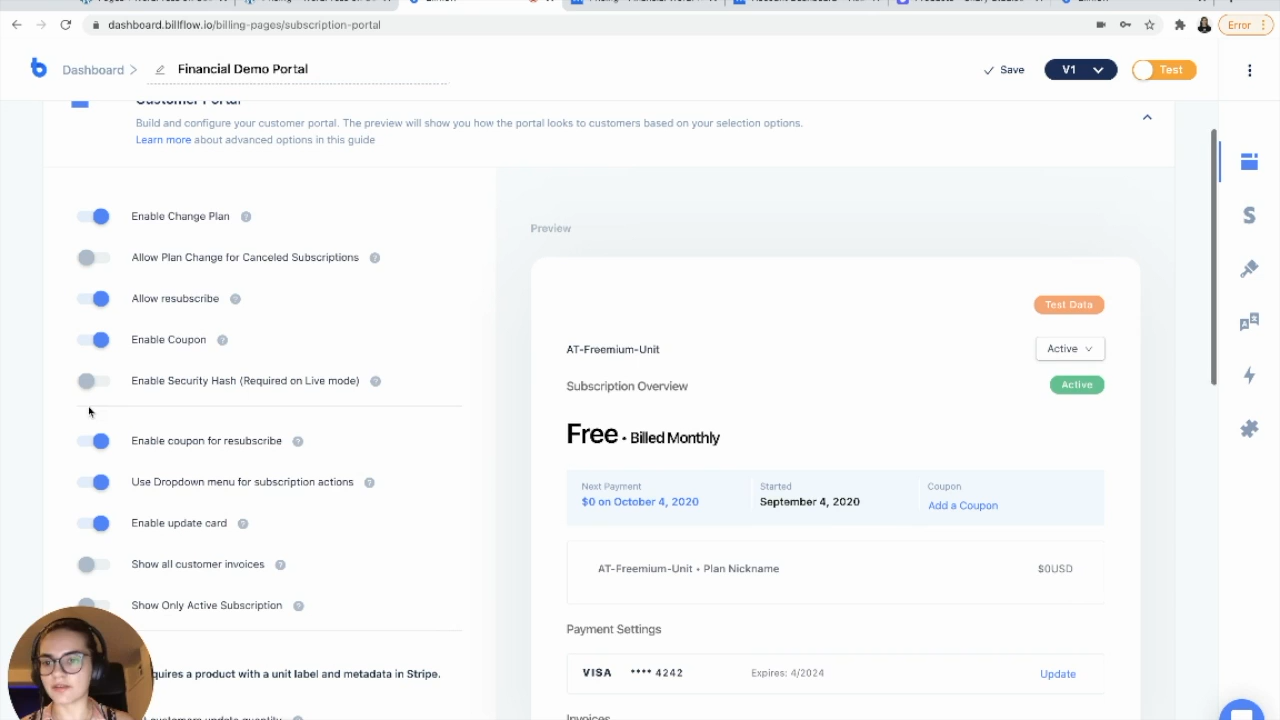 dashboard.billflow.io/billing-pages/subscription-portal
Error
Dashboard
Financial Demo Portal
Save
V1
Test
Customer Portal
Build and configure your customer portal. The preview will show you how the portal looks to customers based on your selection options.
Learn more about advanced options in this guide
Enable Change Plan
Allow Plan Change for Canceled Subscriptions
Allow resubscribe
Enable Coupon
Enable Security Hash (Required on Live mode)
Enable coupon for resubscribe
Use Dropdown menu for subscription actions
Enable update card
Show all customer invoices
Show Only Active Subscription
quires a product with a unit label and metadata in Stripe.
customers update quantity
Preview
Test Data
AT-Freemium-Unit
Active
Subscription Overview
Active
Free · Billed Monthly
Next Payment
$0 on October 4, 2020
Started
September 4, 2020
Coupon
Add a Coupon
AT-Freemium-Unit • Plan Nickname
$0USD
Payment Settings
VISA •••• 4242
Expires: 4/2024
Update
Invoices